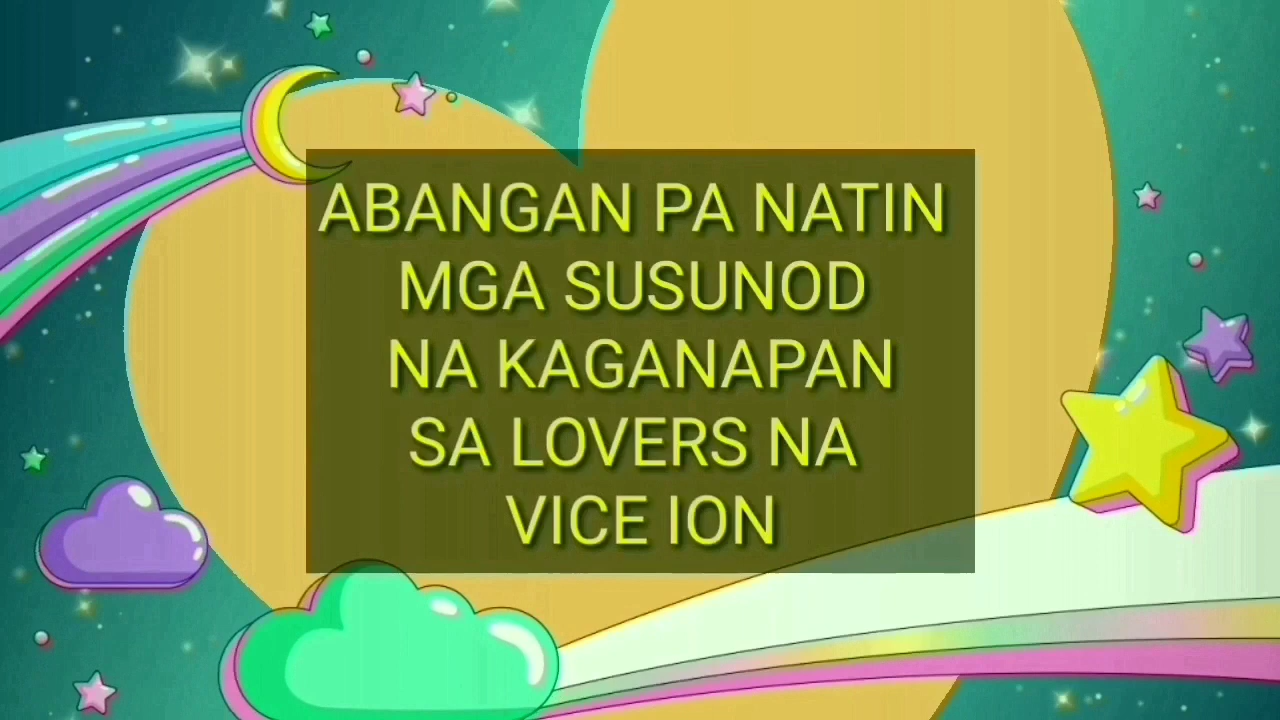 ABANGAN PA NATIN
MGA SUSUNOD
NA KAGANAPAN
SA LOVERS NA
VICE ION